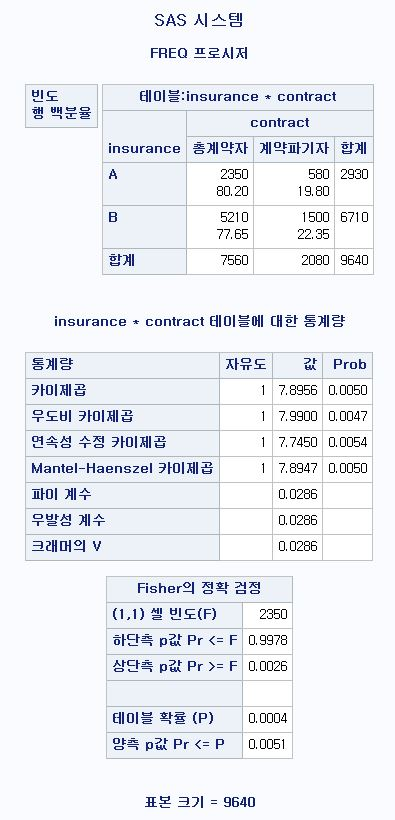 SAS 시스템
FREQ 프로시저
빈도
행 백분율
테이블:insurance * contract
contract
insurance 총계약자 계약파기자 합계
A 2350 580 2930
80.20 19.80
B 5210 1500 6710
77.65 22.35
합계 7560 2080 9640
insurance * contract 테이블에 대한 통계량
통계량 자유도 값 Prob
카이제곱 1 7.8956 0.0050
우도비 카이제곱 1 7.9900 0.0047
연속성 수정 카이제곱 1 7.7450 0.0054
Mantel-Haenszel 카이제곱 1 7.8947 0.0050
파이 계수 0.0286
우발성 계수 0.0286
크래머의 V 0.0286
Fisher의 정확 검정
(1,1) 셀 빈도(F) 2350
하단측 p값 Pr <= F 0.9978
상단측 p값 Pr >= F 0.0026
테이블 확률 (P) 0.0004
양측 p값 Pr <= P 0.0051
표본 크기 = 9640